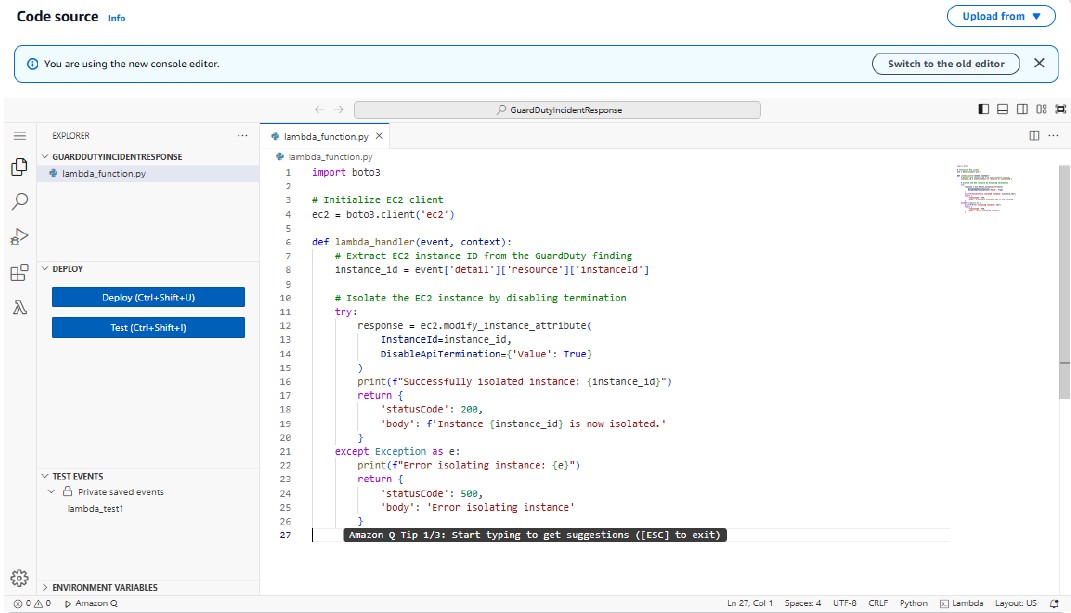 Code source Info
Upload from ▼
You are using the new console editor.
Switch to the old editor
GuardDutyIncidentResponse
EXPLORER
GUARDDUTYINCIDENTRESPONSE
lambda_function.py
DEPLOY
Deploy (Ctrl+Shift+U)
Test (Ctrl+Shift+I)
TEST EVENTS
Private saved events
lambda_test1
ENVIRONMENT VARIABLES
lambda_function.py
lambda_function.py
1 import boto3
2
3 # Initialize EC2 client
4 ec2 = boto3.client('ec2')
5
6 def lambda_handler(event, context):
7     # Extract EC2 instance ID from the GuardDuty finding
8     instance_id = event['detail']['resource']['instanceId']
9
10     # Isolate the EC2 instance by disabling termination
11     try:
12         response = ec2.modify_instance_attribute(
13             InstanceId=instance_id,
14             DisableApiTermination={'Value': True}
15         )
16         print(f"Successfully isolated instance: {instance_id}")
17         return {
18             'statusCode': 200,
19             'body': f'Instance {instance_id} is now isolated.'
20         }
21     except Exception as e:
22         print(f"Error isolating instance: {e}")
23         return {
24             'statusCode': 500,
25             'body': 'Error isolating instance'
26         }
27 Amazon Q Tip 1/3: Start typing to get suggestions ([ESC] to exit)
0 0 Amazon Q
Ln 27, Col 1 Spaces: 4 UTF-8 CRLF Python Lambda Layout: US